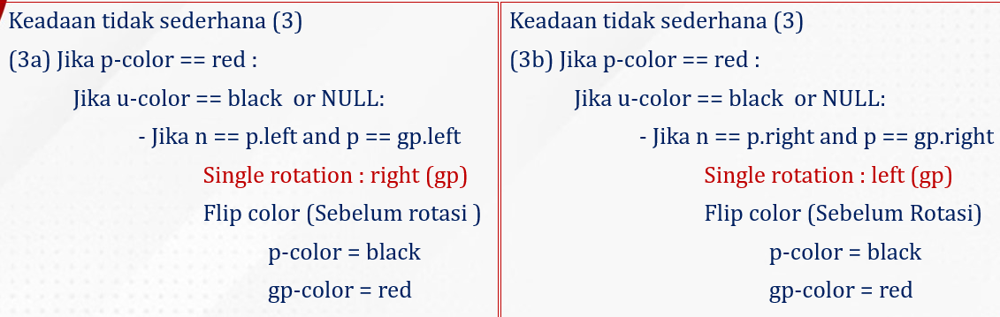 Keadaan tidak sederhana (3)
(3a) Jika p-color == red :
Jika u-color == black or NULL:
- Jika n == p.left and p == gp.left
Single rotation : right (gp)
Flip color (Sebelum rotasi )
p-color = black
gp-color = red
Keadaan tidak sederhana (3)
(3b) Jika p-color == red :
Jika u-color == black or NULL:
- Jika n == p.right and p == gp.right
Single rotation : left (gp)
Flip color (Sebelum Rotasi)
p-color = black
gp-color = red